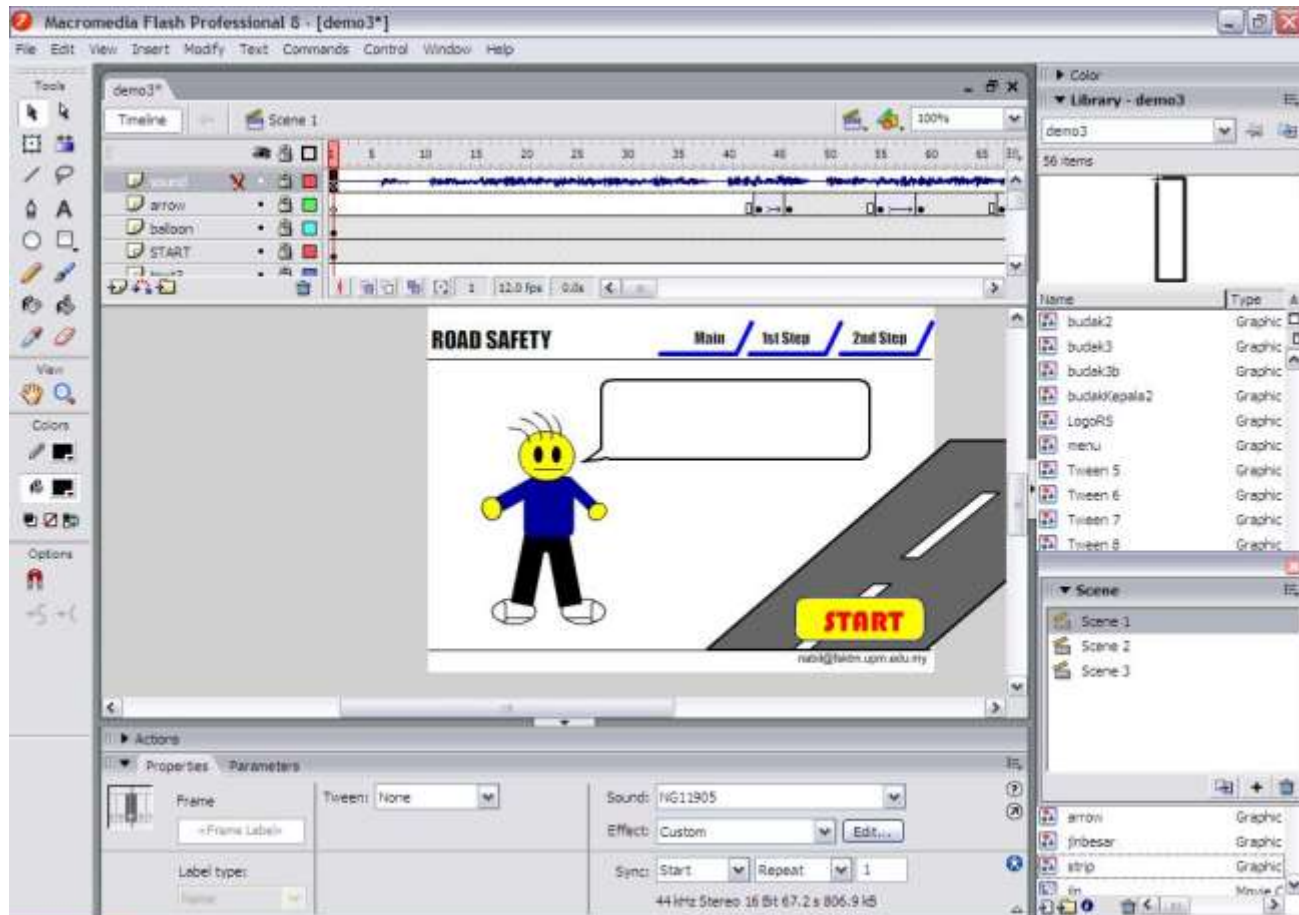 Macromedia Flash Professional 8 - [demo3*]
File Edit View Insert Modify Text Commands Control Window Help
Tools
View
Colors
Options
demo3*
Timeline
Scene 1
100%
1 5 10 15 20 25 30 35 40 45 50 55 60 65
sound
arrow
balloon
START
1 12.0 fps 0.0s
ROAD SAFETY
Main
1st Step
2nd Step
START
Actions
Properties Parameters
Frame
<Frame Label>
Label type:
Name
Tween: None
Sound: NG11905
Effect: Custom
Edit...
Sync: Start
Repeat
1
44 kHz Stereo 16 Bit 67.2 s 806.9 kB
Color
Library - demo3
demo3
56 items
Name Type
budak2 Graphic
budak3 Graphic
budak3b Graphic
budakKepala2 Graphic
LogoRS Graphic
menu Graphic
Tween 5 Graphic
Tween 6 Graphic
Tween 7 Graphic
Tween 8 Graphic
Scene
Scene 1
Scene 2
Scene 3
arrow Graphic
jlnbesar Graphic
strip Graphic